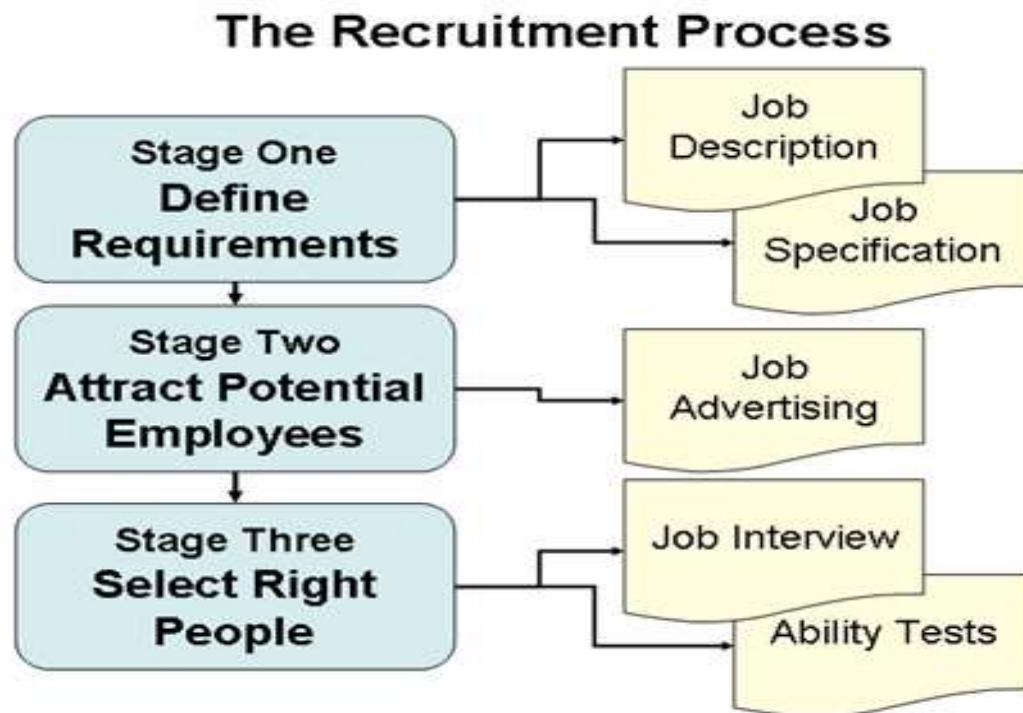 The Recruitment Process
Stage One
Define
Requirements
Job
Description
Job
Specification
Stage Two
Attract Potential
Employees
Job
Advertising
Stage Three
Select Right
People
Job Interview
Ability Tests